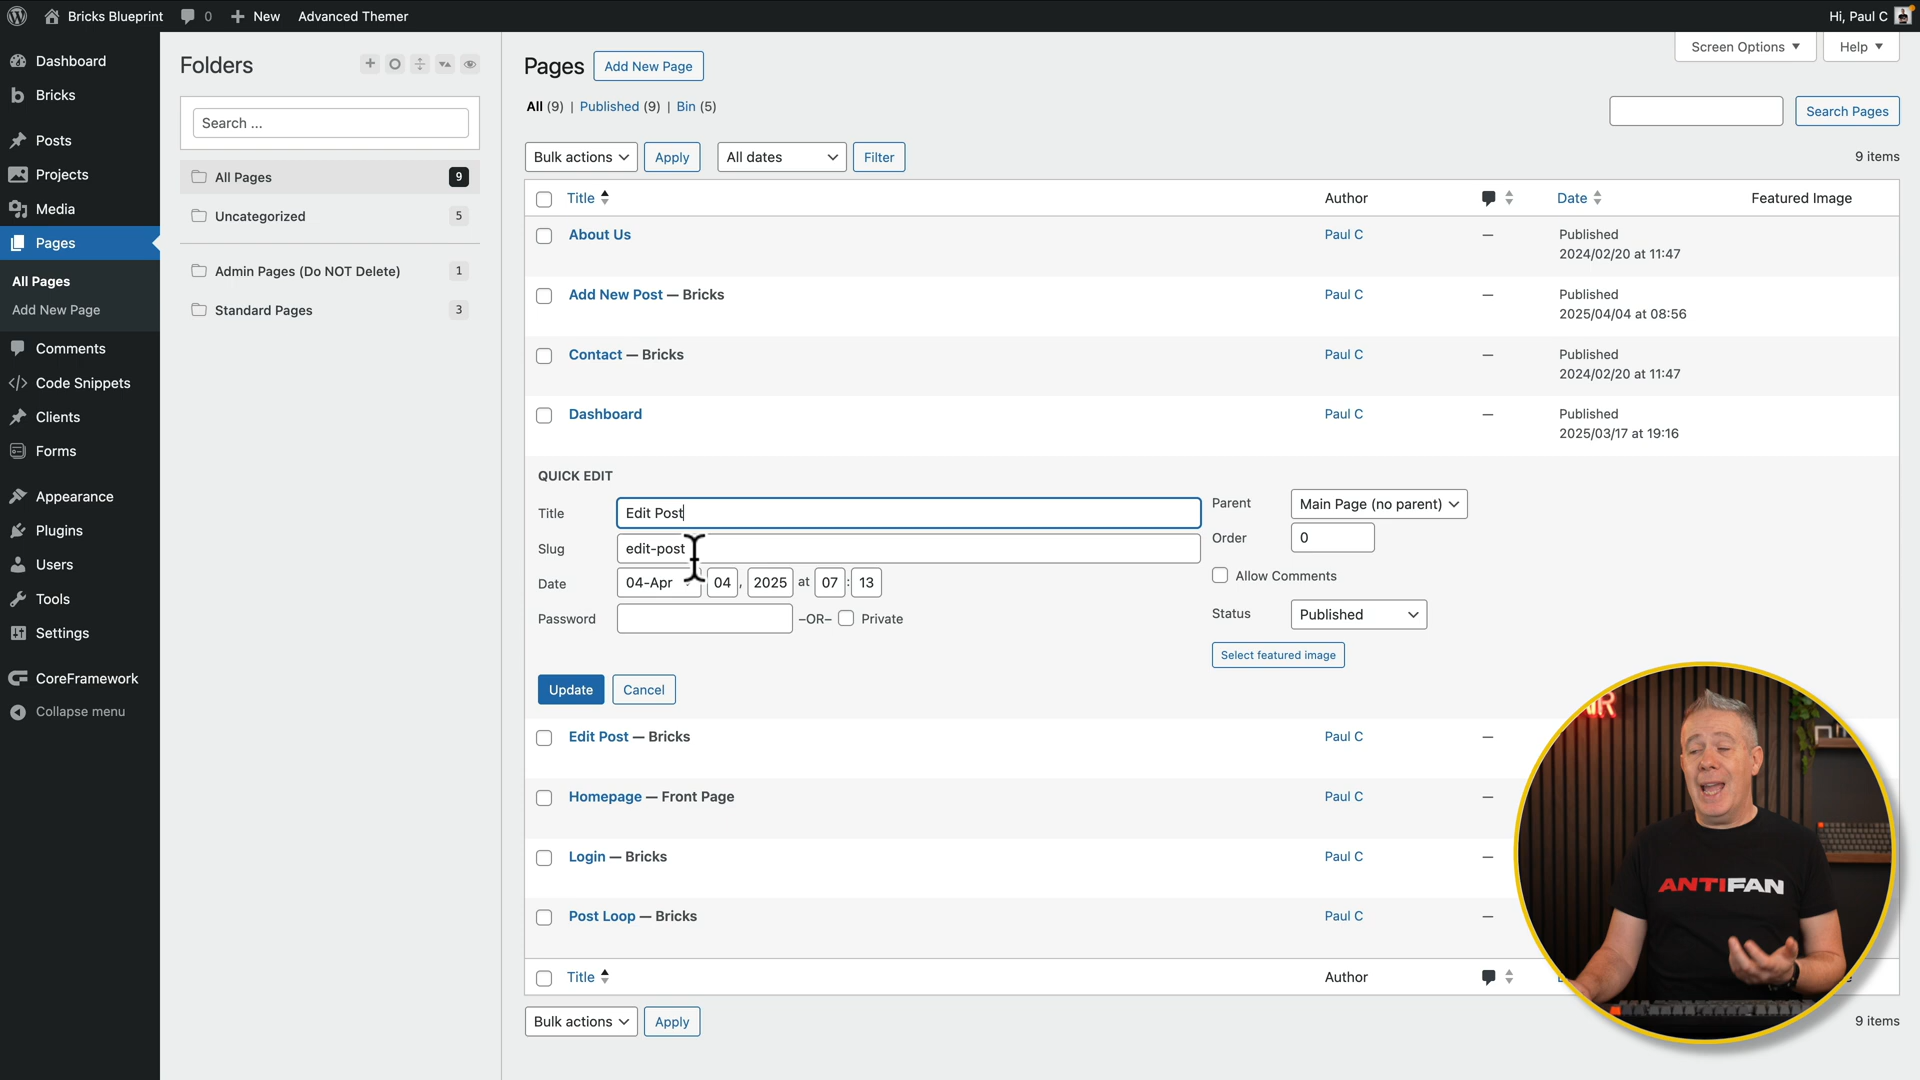 Bricks Blueprint
0
New
Advanced Themer
Hi, Paul C
Dashboard
Bricks
Posts
Projects
Media
Pages
All Pages
Add New Page
Comments
Code Snippets
Clients
Forms
Appearance
Plugins
Users
Tools
Settings
CoreFramework
Collapse menu
Folders
Search ...
All Pages 9
Uncategorized 5
Admin Pages (Do NOT Delete) 1
Standard Pages 3
Pages Add New Page
Screen Options Help
All (9) | Published (9) | Bin (5)
Search Pages
Bulk actions Apply All dates Filter
9 items
Title Author Date Featured Image
About Us Paul C — Published
2024/02/20 at 11:47
Add New Post — Bricks Paul C — Published
2025/04/04 at 08:56
Contact — Bricks Paul C — Published
2024/02/20 at 11:47
Dashboard Paul C — Published
2025/03/17 at 19:16
QUICK EDIT
Title Edit Post
Slug edit-post
Date 04-Apr 04, 2025 at 07 : 13
Password –OR– Private
Parent Main Page (no parent)
Order 0
Allow Comments
Status Published
Select featured image
Update Cancel
Edit Post — Bricks Paul C —
Homepage — Front Page Paul C —
Login — Bricks Paul C —
Post Loop — Bricks Paul C —
Title Author
Bulk actions Apply
9 items
ANTIFAN